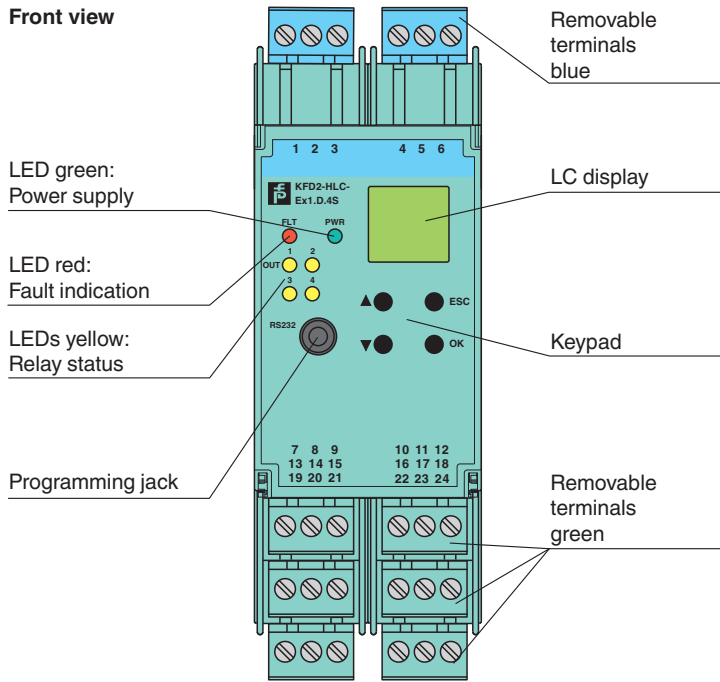 Front view
Removable
terminals
blue
1 2 3
4 5 6
LED green:
Power supply
KFD2-HLC-
Ex1.D.4S
LC display
FLT
PWR
1
2
OUT
3
4
LED red:
Fault indication
▲
ESC
RS232
▼
OK
LEDs yellow:
Relay status
Keypad
7 8 9
13 14 15
19 20 21
10 11 12
16 17 18
22 23 24
Programming jack
Removable
terminals
green